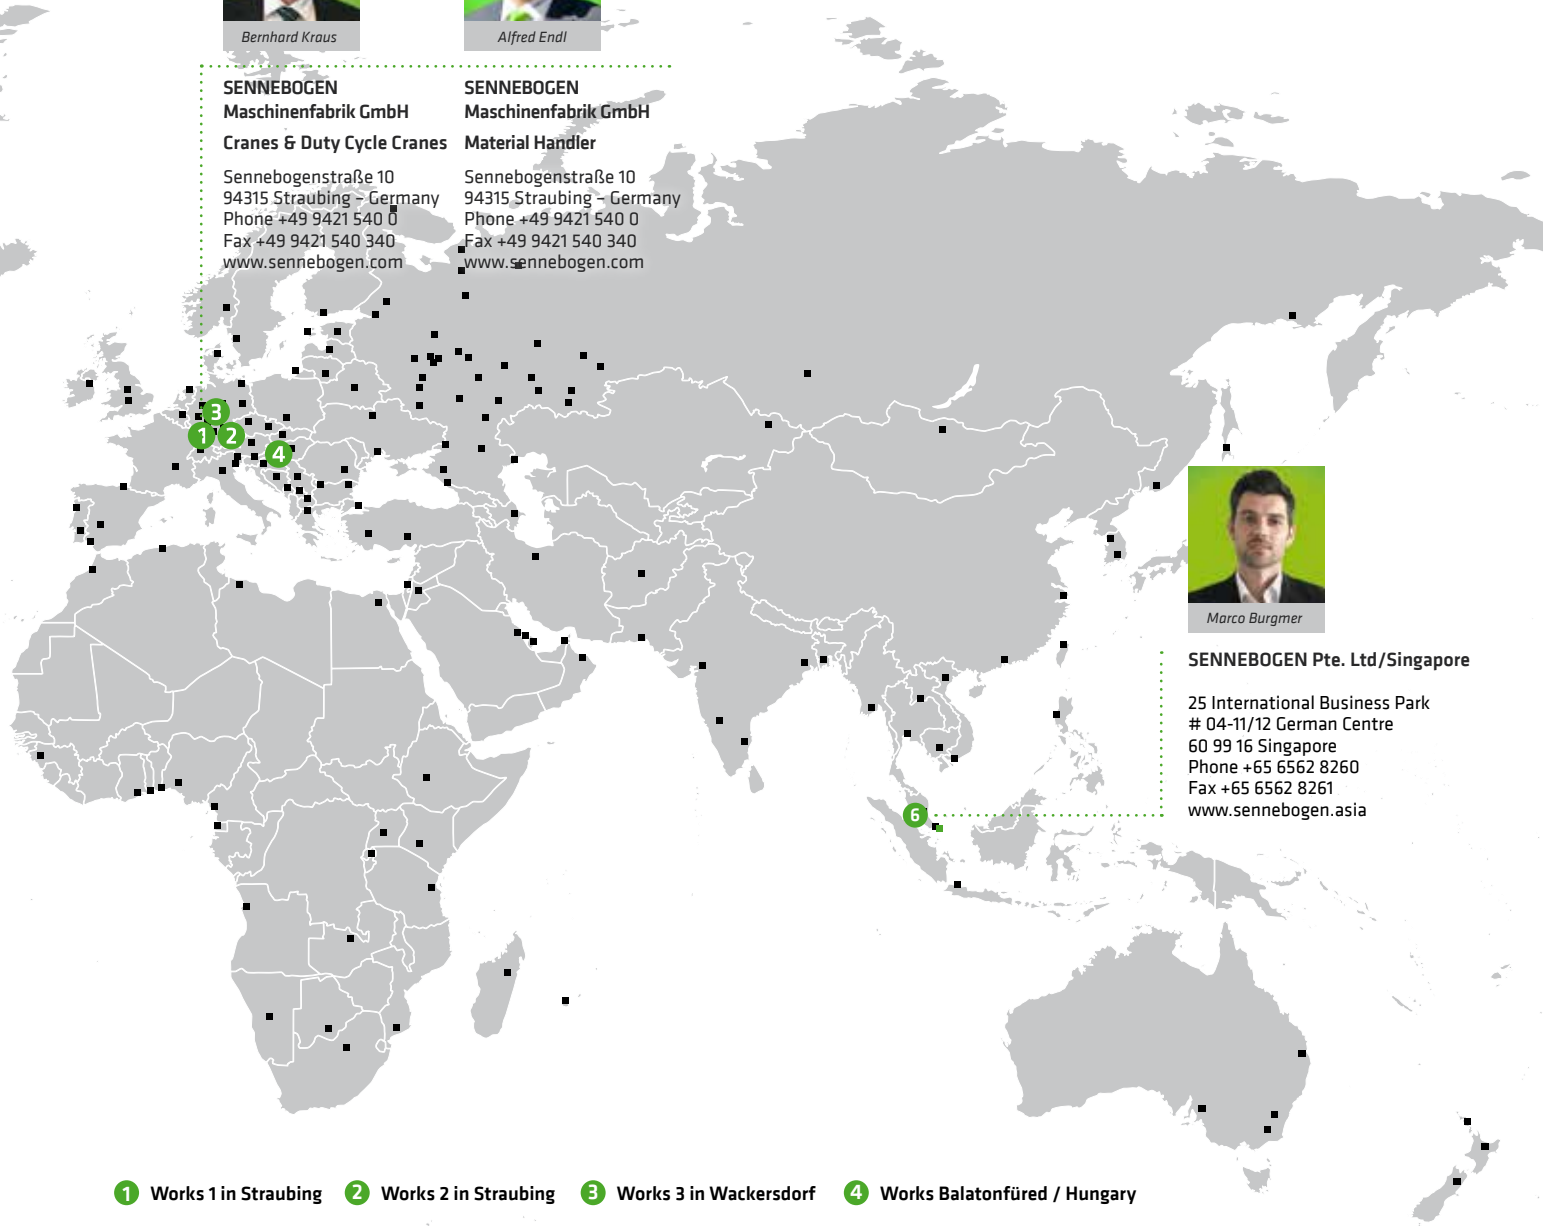 Bernhard Kraus
SENNEBOGEN
Maschinenfabrik GmbH
Cranes & Duty Cycle Cranes
Sennebogenstraße 10
94315 Straubing – Germany
Phone +49 9421 540 0
Fax +49 9421 540 340
www.sennebogen.com
Alfred Endl
SENNEBOGEN
Maschinenfabrik GmbH
Material Handler
Sennebogenstraße 10
94315 Straubing – Germany
Phone +49 9421 540 0
Fax +49 9421 540 340
www.sennebogen.com
3
1 2
4
Marco Burgmer
SENNEBOGEN Pte. Ltd/Singapore
25 International Business Park
# 04-11/12 German Centre
60 99 16 Singapore
Phone +65 6562 8260
Fax +65 6562 8261
www.sennebogen.asia
6
1 Works 1 in Straubing
2 Works 2 in Straubing
3 Works 3 in Wackersdorf
4 Works Balatonfüred / Hungary